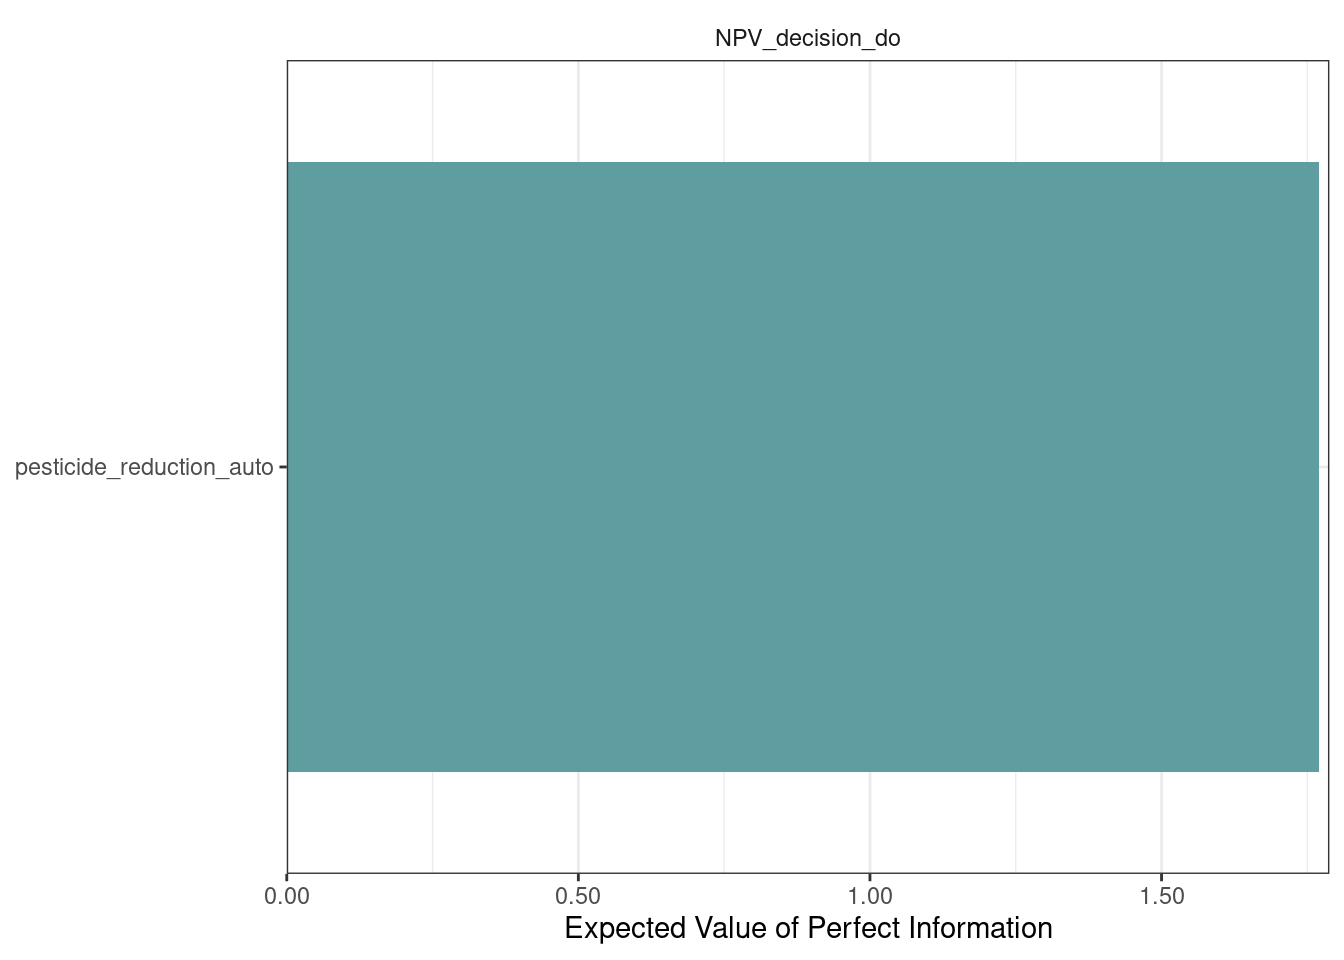 NPV_decision_do
pesticide_reduction_auto
0.00 0.50 1.00 1.50
Expected Value of Perfect Information